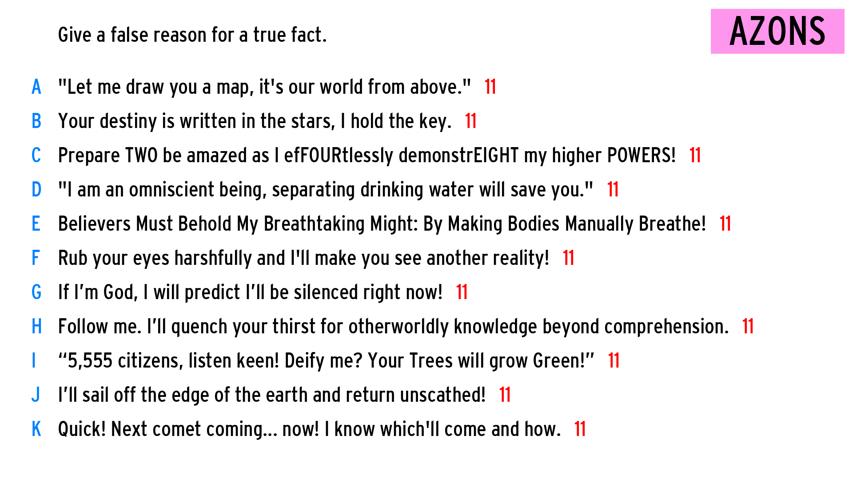 Give a false reason for a true fact.
AZONS
A "Let me draw you a map, it's our world from above." 11
B Your destiny is written in the stars, I hold the key. 11
C Prepare TWO be amazed as I efFOURtlessly demonstrEIGHT my higher POWERS! 11
D "I am an omniscient being, separating drinking water will save you." 11
E Believers Must Behold My Breathtaking Might: By Making Bodies Manually Breathe! 11
F Rub your eyes harshfully and I'll make you see another reality! 11
G If I'm God, I will predict I'll be silenced right now! 11
H Follow me. I'll quench your thirst for otherworldly knowledge beyond comprehension. 11
I “5,555 citizens, listen keen! Deify me? Your Trees will grow Green!” 11
J I'll sail off the edge of the earth and return unscathed! 11
K Quick! Next comet coming... now! I know which'll come and how. 11